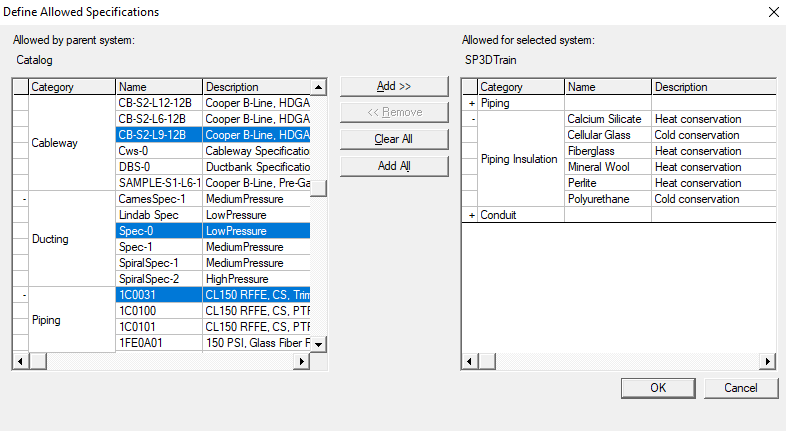 Define Allowed Specifications
Allowed by parent system:
Catalog
Category Name Description
CB-S2-L12-12B Cooper B-Line, HDGA
CB-S2-L6-12B Cooper B-Line, HDGA
CB-S2-L9-12B Cooper B-Line, HDGA
Cableway
Cws-0 Cableway Specificatio
DBS-0 Ductbank Specificatio
SAMPLE-S1-L6-1 Cooper B-Line, Pre-Ga
- CarnesSpec-1 MediumPressure
Lindab Spec LowPressure
Spec-0 LowPressure
Ducting
Spec-1 MediumPressure
SpiralSpec-1 MediumPressure
SpiralSpec-2 HighPressure
- 1C0031 CL150 RFFE, CS, Trim
1C0100 CL150 RFFE, CS, PTF
Piping
1C0101 CL150 RFFE, CS, PTF
1FE0A01 150 PSI, Glass Fiber F
Add >>
<< Remove
Clear All
Add All
Allowed for selected system:
SP3DTrain
Category Name Description
+ Piping
- Calcium Silicate Heat conservation
Cellular Glass Cold conservation
Fiberglass Heat conservation
Piping Insulation
Mineral Wool Heat conservation
Perlite Heat conservation
Polyurethane Cold conservation
+ Conduit
OK
Cancel